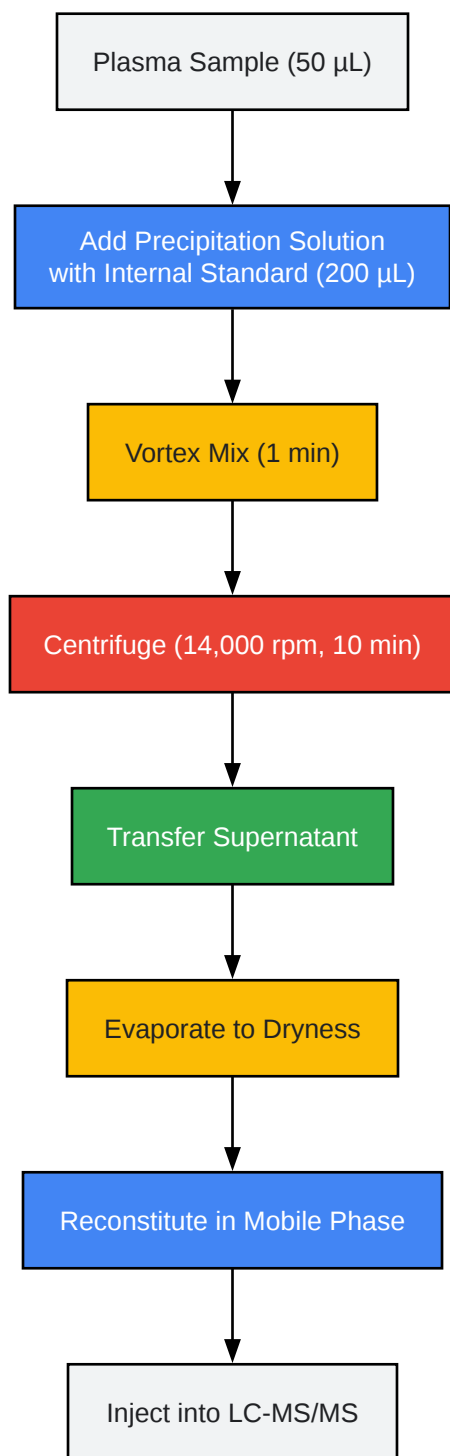 Plasma Sample (50 µL)
Add Precipitation Solution
with Internal Standard (200 µL)
Vortex Mix (1 min)
Centrifuge (14,000 rpm, 10 min)
Transfer Supernatant
Evaporate to Dryness
Reconstitute in Mobile Phase
Inject into LC-MS/MS